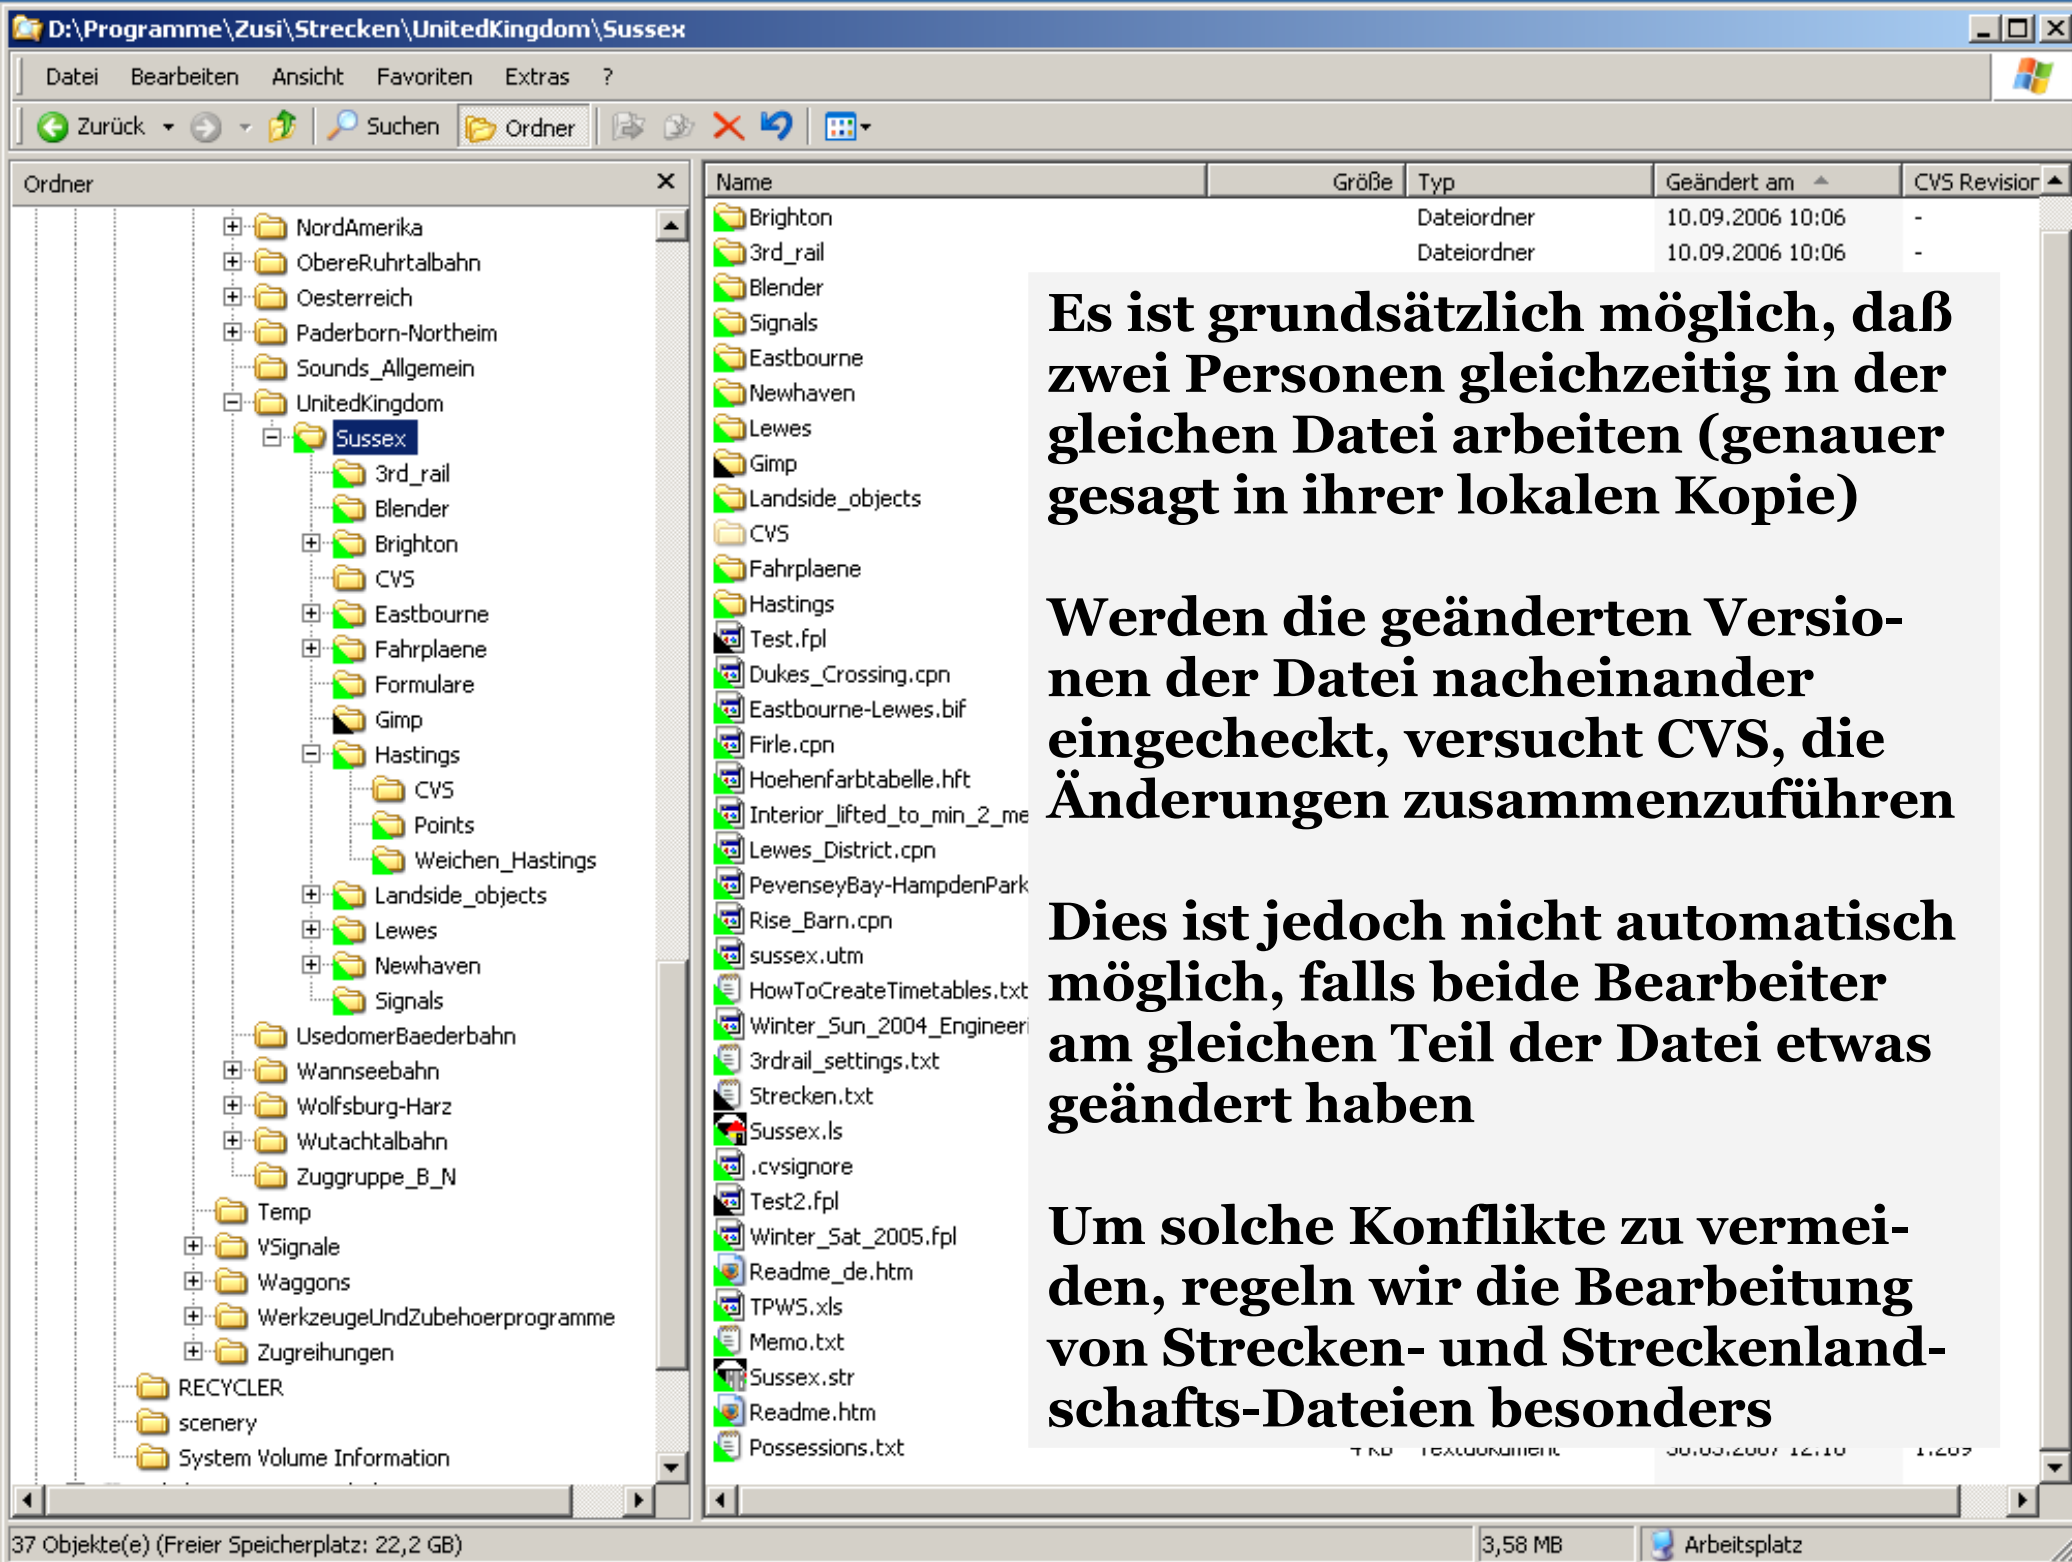 D:\Programme\Zusi\Strecken\UnitedKingdom\Sussex
Datei Bearbeiten Ansicht Favoriten Extras ?
Zurück Suchen Ordner
Ordner
NordAmerika
ObereRuhrtalbahn
Oesterreich
Paderborn-Northeim
Sounds_Allgemein
UnitedKingdom
Sussex
3rd_rail
Blender
Brighton
CVS
Eastbourne
Fahrplaene
Formulare
Gimp
Hastings
CVS
Points
Weichen_Hastings
Landside_objects
Lewes
Newhaven
Signals
UsedomerBaederbahn
Wannseebahn
Wolfsburg-Harz
Wutachtalbahn
Zuggruppe_B_N
Temp
VSignale
Waggons
WerkzeugeUndZubehoerprogramme
Zugreihungen
RECYCLER
scenery
System Volume Information
Name Größe Typ Geändert am CVS Revision
Brighton Dateiordner 10.09.2006 10:06 -
3rd_rail Dateiordner 10.09.2006 10:06 -
Blender
Signals
Eastbourne
Newhaven
Lewes
Gimp
Landside_objects
CVS
Fahrplaene
Hastings
Test.fpl
Dukes_Crossing.cpn
Eastbourne-Lewes.bif
Firle.cpn
Hoehenfarbtabelle.hft
Interior_lifted_to_min_2_me
Lewes_District.cpn
PevenseyBay-HampdenPark
Rise_Barn.cpn
sussex.utm
HowToCreateTimetables.txt
Winter_Sun_2004_Engineeri
3rdrail_settings.txt
Strecken.txt
Sussex.ls
.cvsignore
Test2.fpl
Winter_Sat_2005.fpl
Readme_de.htm
TPWS.xls
Memo.txt
Sussex.str
Readme.htm
Possessions.txt 4 KB Textdokument 30.03.2007 12:10 1.209
Es ist grundsätzlich möglich, daß
zwei Personen gleichzeitig in der
gleichen Datei arbeiten (genauer
gesagt in ihrer lokalen Kopie)
Werden die geänderten Versio-
nen der Datei nacheinander
eingecheckt, versucht CVS, die
Änderungen zusammenzuführen
Dies ist jedoch nicht automatisch
möglich, falls beide Bearbeiter
am gleichen Teil der Datei etwas
geändert haben
Um solche Konflikte zu vermei-
den, regeln wir die Bearbeitung
von Strecken- und Streckenland-
schafts-Dateien besonders
37 Objekte(e) (Freier Speicherplatz: 22,2 GB) 3,58 MB Arbeitsplatz